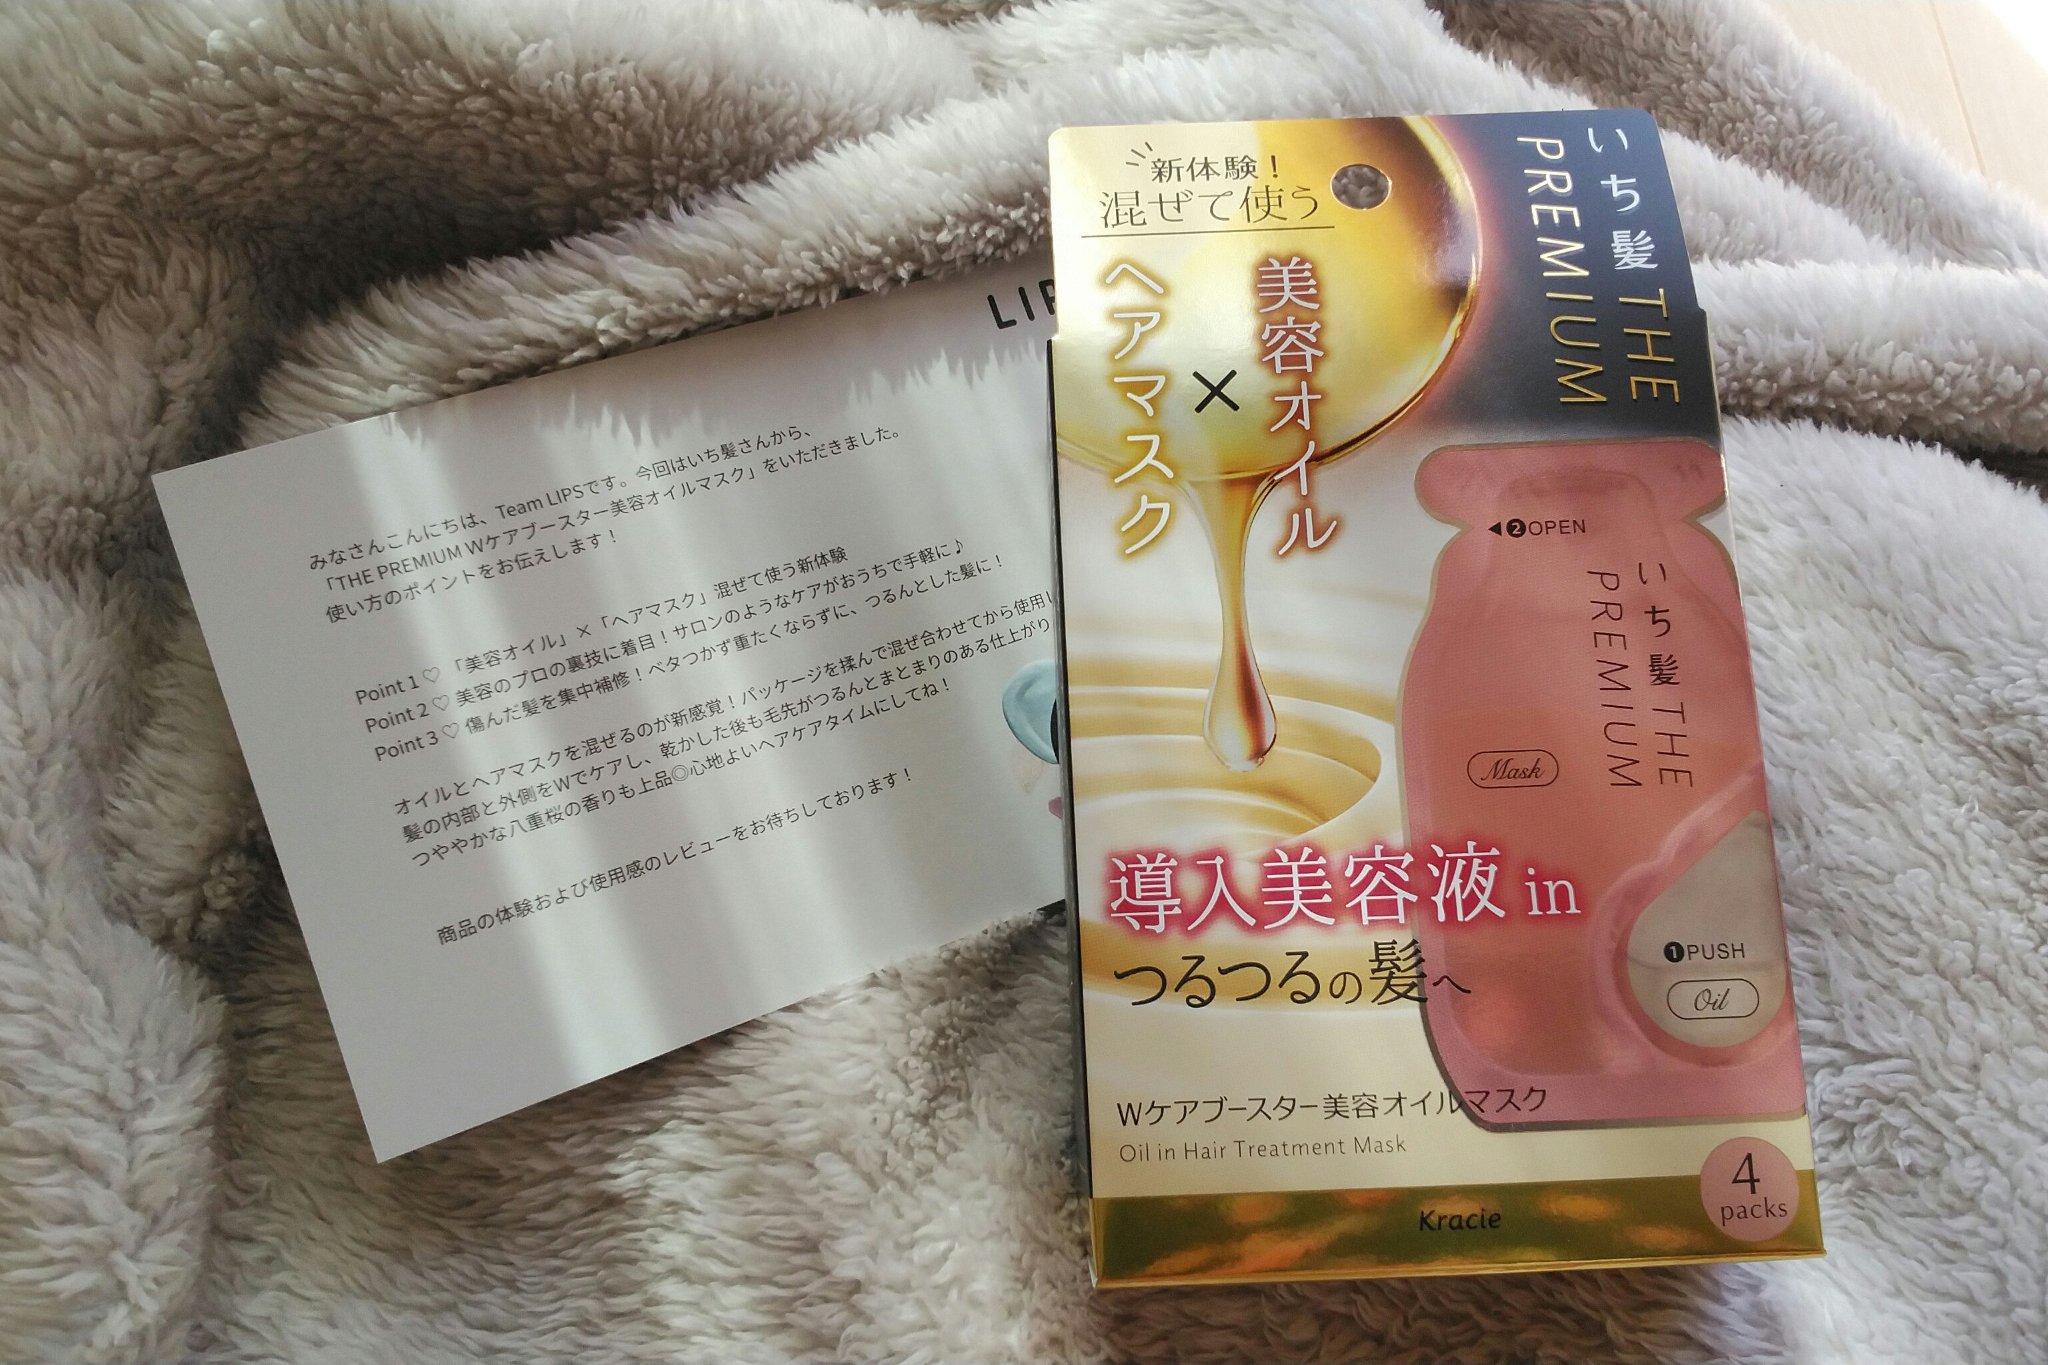 LIP
みなさんこんにちは、Team LIPSです。今回はいち髪さんから、
「THE PREMIUM Wケアブースター美容オイルマスク」をいただきました。
使い方のポイントをお伝えします！
Point 1♡「美容オイル」×「ヘアマスク」混ぜて使う新体験
Point 2♡ 美容のプロの裏技に着目！サロンのようなケアがおうちで手軽に♪
Point 3♡ 傷んだ髪を集中補修！ベタつかず重たくならずに、つるんとした髪に！
オイルとヘアマスクを混ぜるのが新感覚！パッケージを揉んで混ぜ合わせてから使用し
髪の内部と外側をWでケアし、乾かした後も毛先がつるんとまとまりのある仕上がり
つややかな八重桜の香りも上品◎心地よいヘアケアタイムにしてね！
商品の体験および使用感のレビューをお待ちしております！
新体験！
混ぜて使う
美容オイル
×
ヘアマスク
いち髪 THE
PREMIUM
◀❷OPEN
いち髪 THE
PREMIUM
Mask
導入美容液 in
つるつるの髪へ
❶PUSH
Oil
Wケアブースター美容オイルマスク
Oil in Hair Treatment Mask
4
packs
Kracie